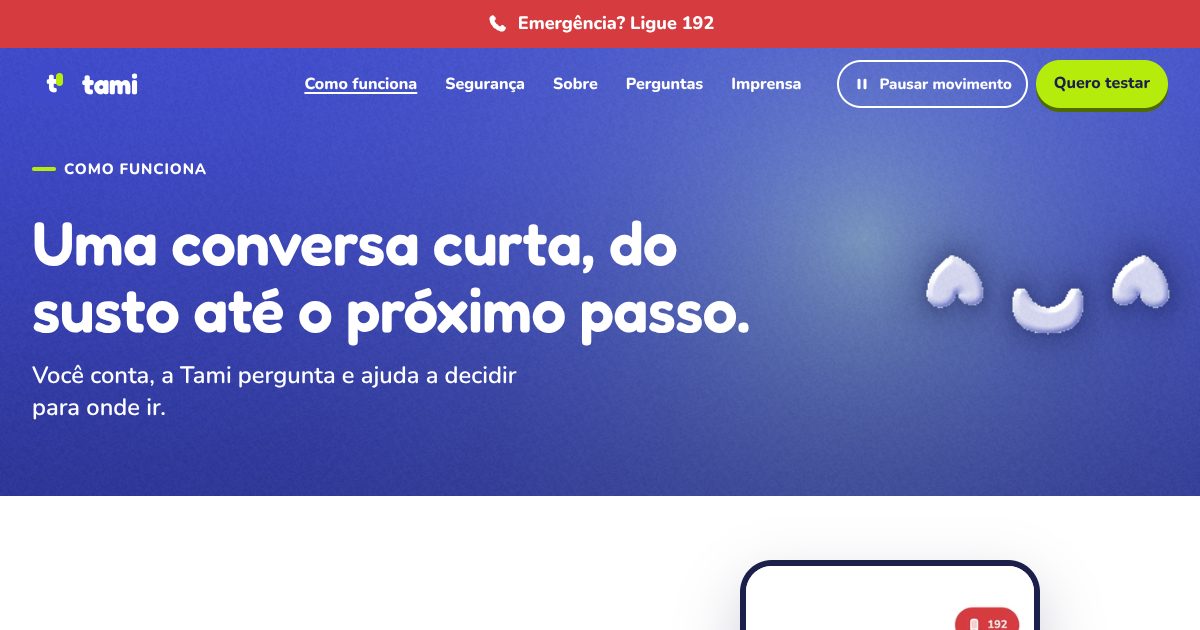 Emergência? Ligue 192
t tami
Como funciona Segurança Sobre Perguntas Imprensa Pausar movimento Quero testar
COMO FUNCIONA
Uma conversa curta, do
susto até o próximo passo.
Você conta, a Tami pergunta e ajuda a decidir
para onde ir.
192